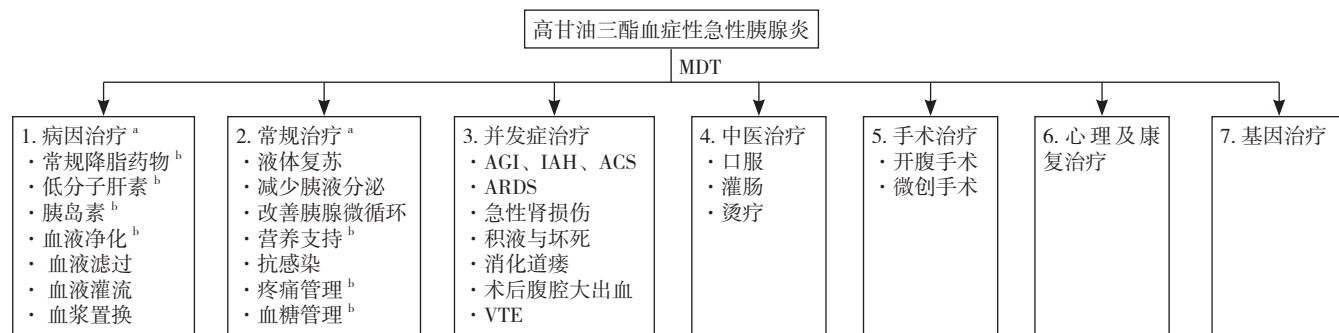 高甘油三酯血症性急性胰腺炎
MDT
1. 病因治疗 a
· 常规降脂药物 b
· 低分子肝素 b
· 胰岛素 b
· 血液净化 b
· 血液滤过
· 血液灌流
· 血浆置换
2. 常规治疗 a
· 液体复苏
· 减少胰液分泌
· 改善胰腺微循环
· 营养支持 b
· 抗感染
· 疼痛管理 b
· 血糖管理 b
3. 并发症治疗
· AGI、IAH、ACS
· ARDS
· 急性肾损伤
· 积液与坏死
· 消化道瘘
· 术后腹腔大出血
· VTE
4. 中医治疗
· 口服
· 灌肠
· 烫疗
5. 手术治疗
· 开腹手术
· 微创手术
6. 心理及康
复治疗
7. 基因治疗